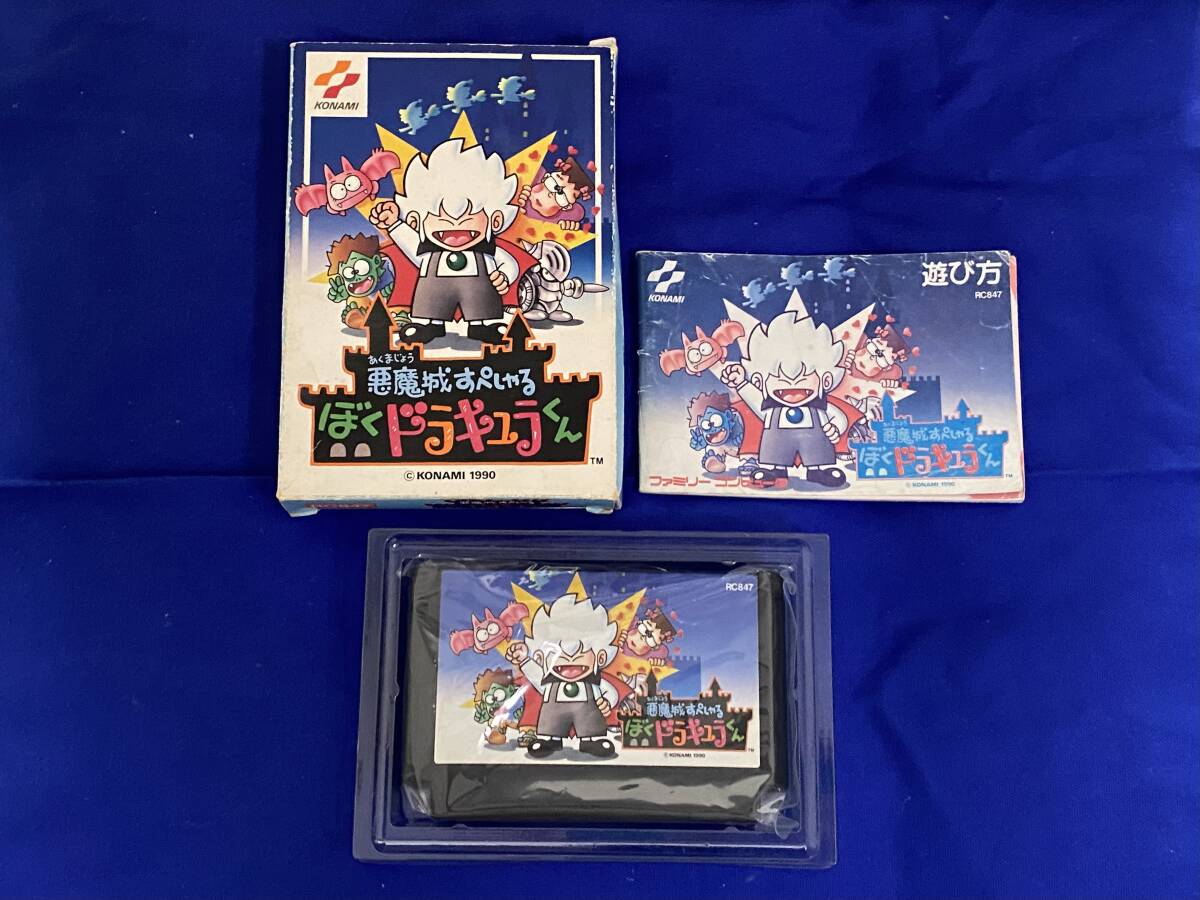 KONAMI
あくまじょう
悪魔城すぺしゃる
ぼくドラキュラくん
TM
© KONAMI 1990
RC847
KONAMI
遊び方
RC847
あくまじょう
悪魔城すぺしゃる
ぼくドラキュラくん
TM
ファミリー コンピュータ
© KONAMI 1990
RC847
あくまじょう
悪魔城すぺしゃる
ぼくドラキュラくん
TM
© KONAMI 1990